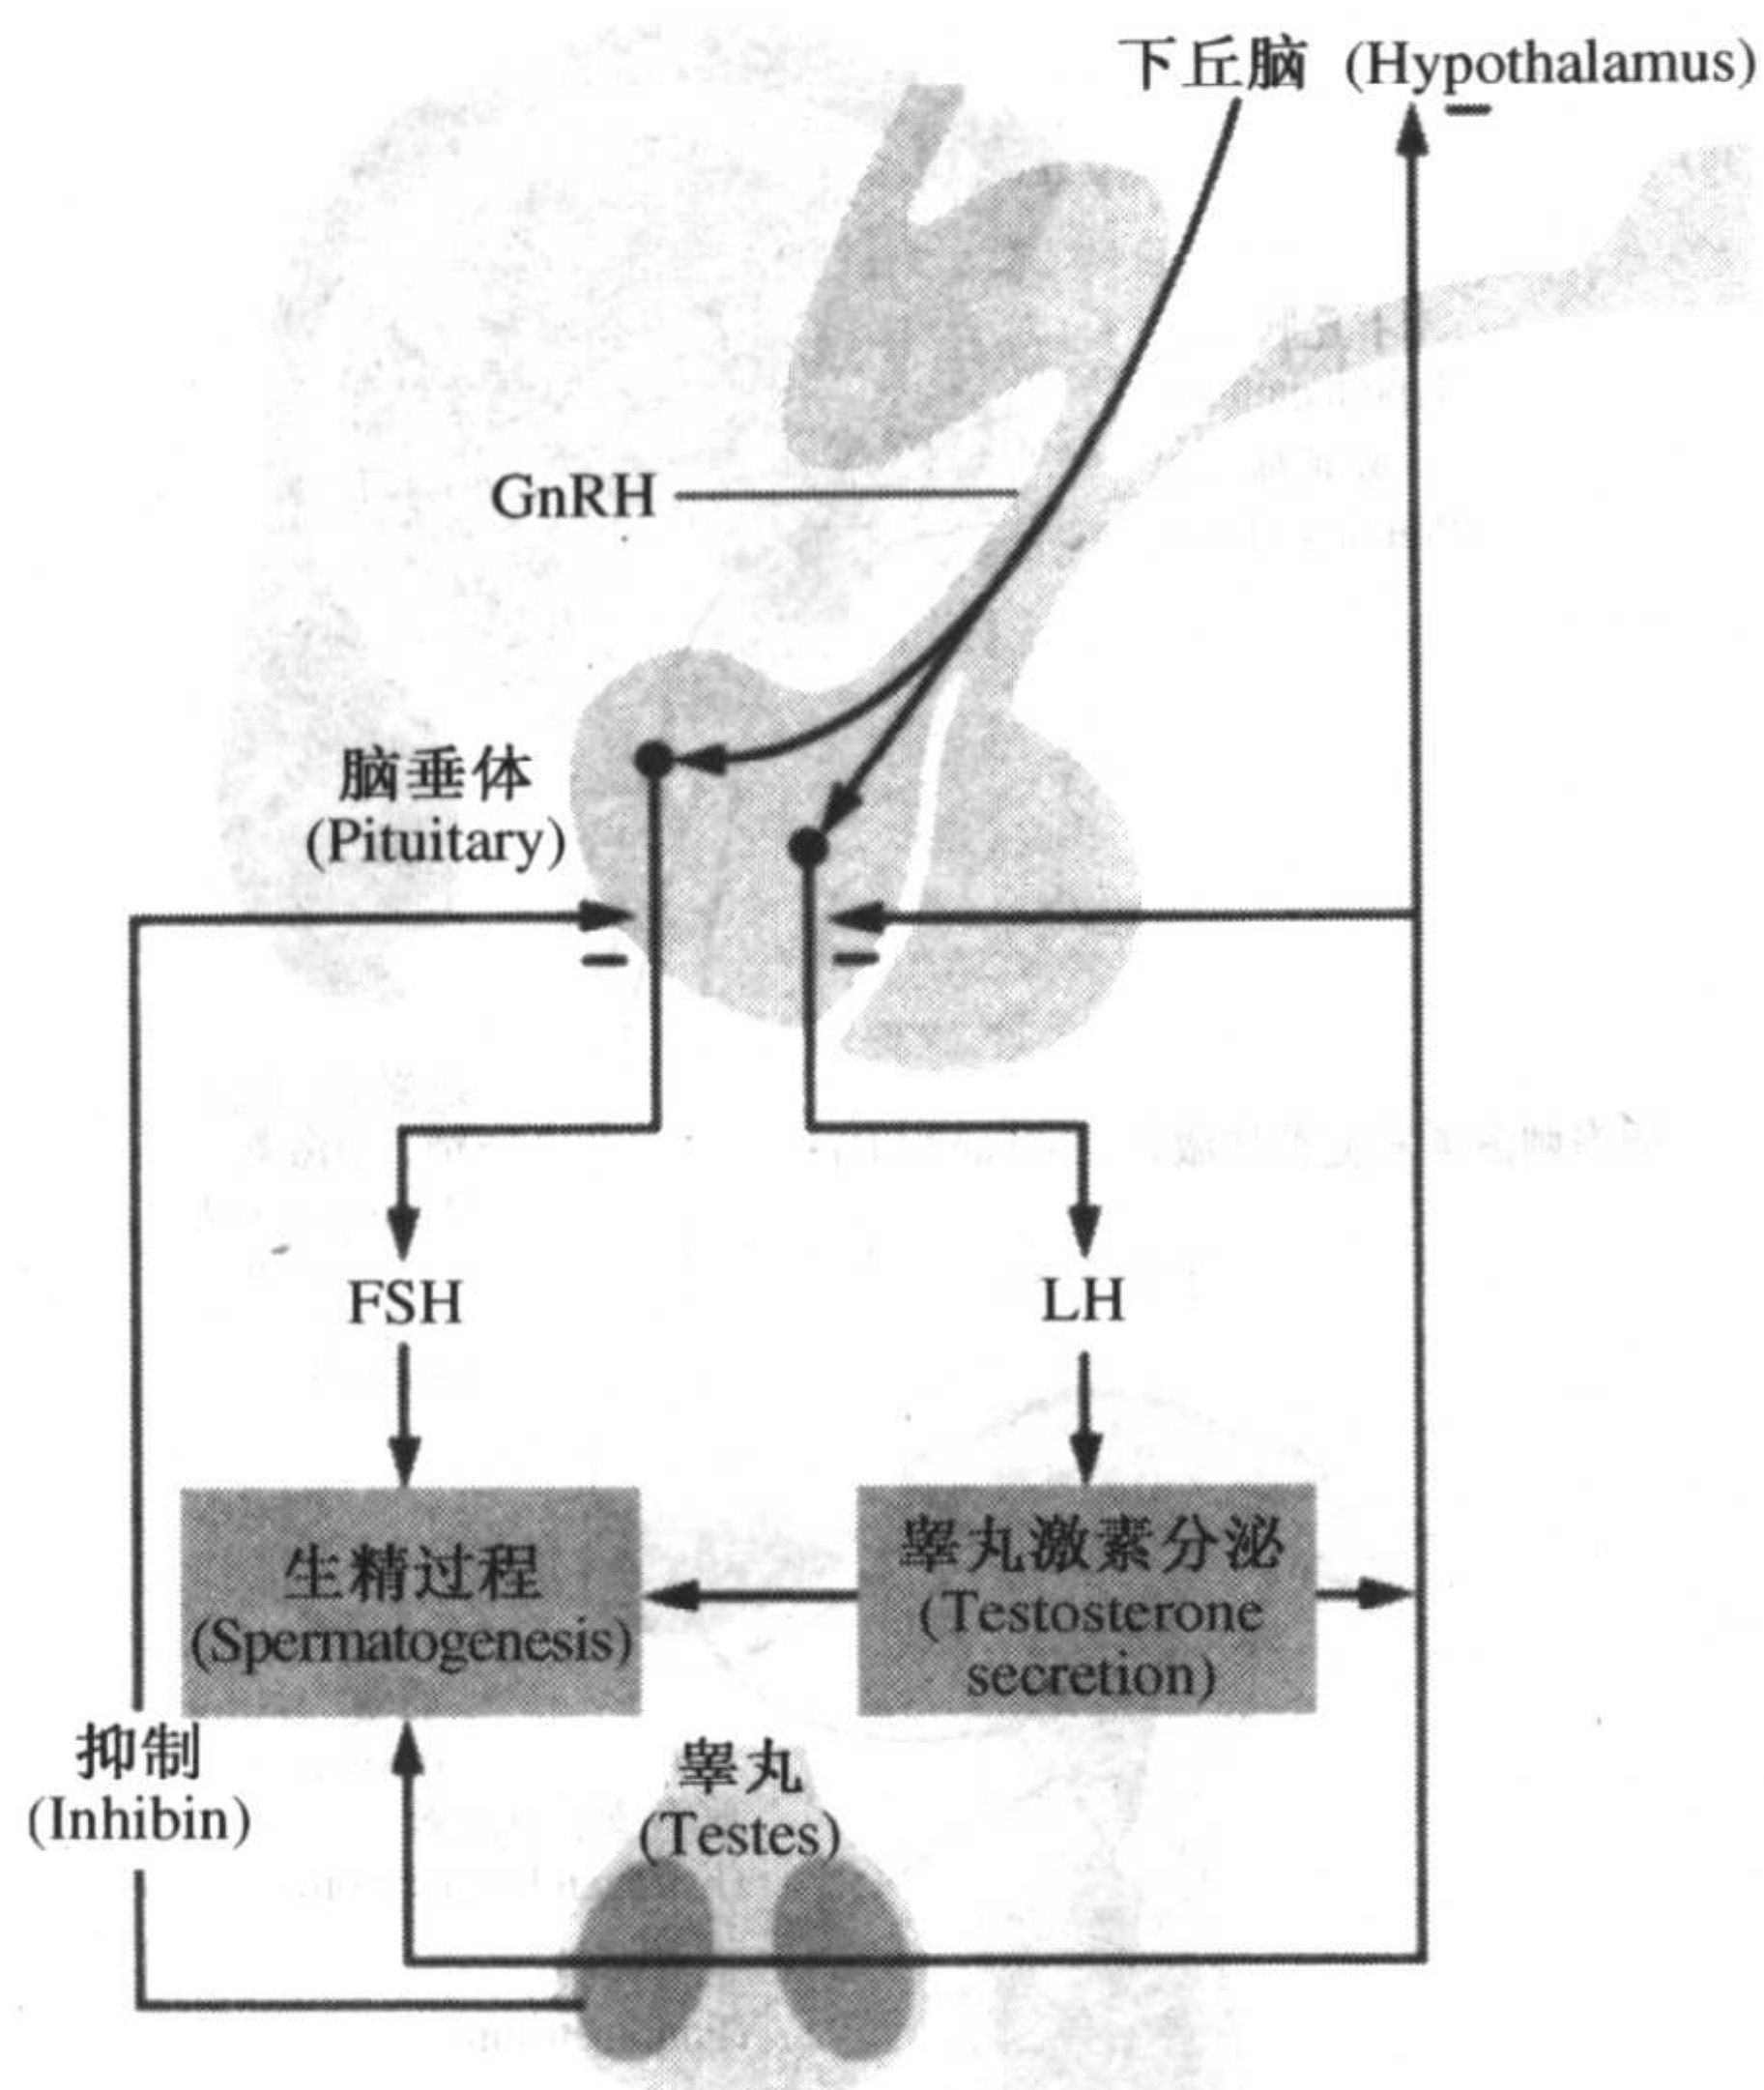 下丘脑 (Hypothalamus)
GnRH
脑垂体
(Pituitary)
FSH
LH
生精过程
(Spermatogenesis)
睾丸激素分泌
(Testosterone
secretion)
抑制
(Inhibin)
睾丸
(Testes)